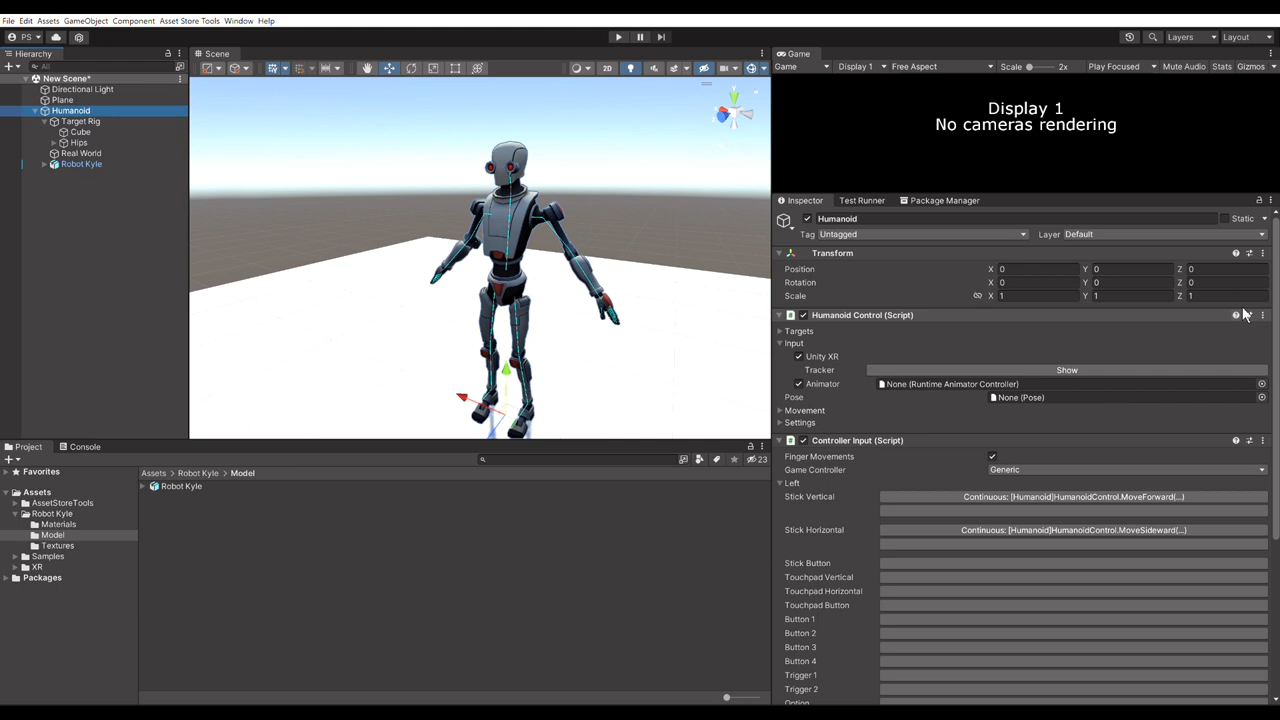 File Edit Assets GameObject Component Asset Store Tools Window Help
PS
Layers Layout
Hierarchy
All
New Scene*
Directional Light
Plane
Humanoid
Target Rig
Cube
Hips
Real World
Robot Kyle
Scene
2D
Game
Game Display 1 Free Aspect Scale 2x Play Focused Mute Audio Stats Gizmos
Display 1
No cameras rendering
Inspector Test Runner Package Manager
Humanoid Static
Tag Untagged Layer Default
Transform
Position X 0 Y 0 Z 0
Rotation X 0 Y 0 Z 0
Scale X 1 Y 1 Z 1
Humanoid Control (Script)
Targets
Input
Unity XR
Tracker Show
Animator None (Runtime Animator Controller)
Pose None (Pose)
Movement
Settings
Controller Input (Script)
Finger Movements
Game Controller Generic
Left
Stick Vertical Continuous: [Humanoid]HumanoidControl.MoveForward(...)
Stick Horizontal Continuous: [Humanoid]HumanoidControl.MoveSideward(...)
Stick Button
Touchpad Vertical
Touchpad Horizontal
Touchpad Button
Button 1
Button 2
Button 3
Button 4
Trigger 1
Trigger 2
Option
Project Console
23
Favorites
Assets
AssetStoreTools
Robot Kyle
Materials
Model
Textures
Samples
XR
Packages
Assets Robot Kyle Model
Robot Kyle